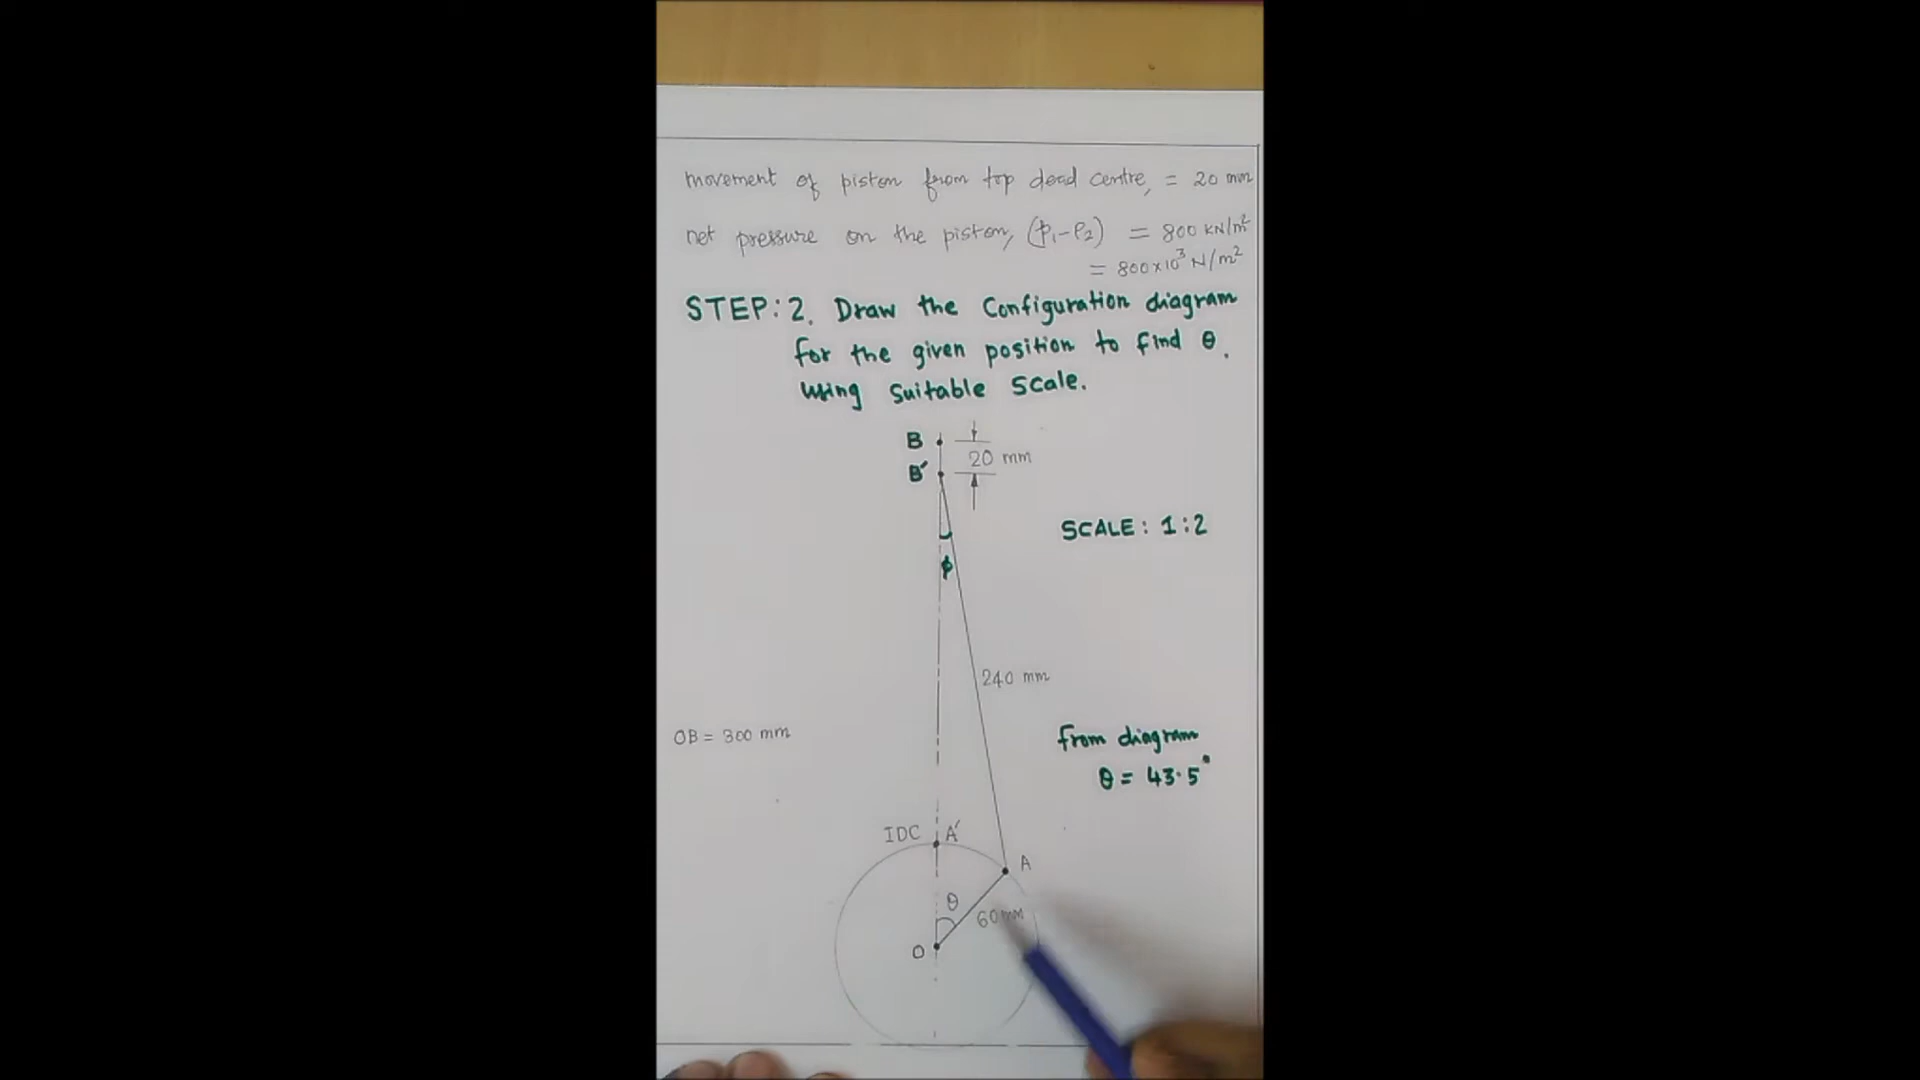 movement of piston from top dead centre, = 20 mm
net pressure on the piston, (p₁-p₂) = 800 KN/m²
= 800×10³ N/m²
STEP:2. Draw the Configuration diagram
for the given position to find θ.
using suitable scale.
B
20 mm
B'
SCALE: 1:2
ϕ
240 mm
OB = 300 mm
from diagram
θ = 43.5°
IDC A'
A
θ
60mm
O